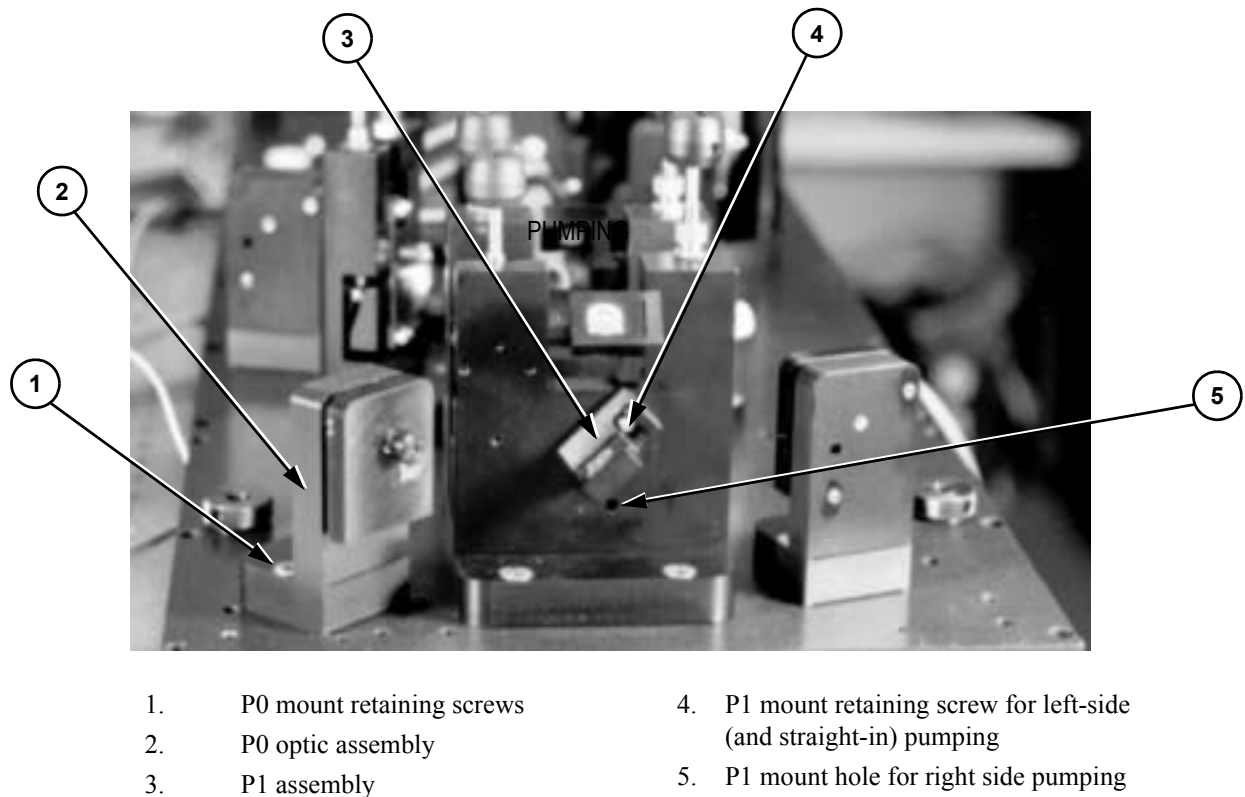 3
4
2
PUMPING
1
5
1. P0 mount retaining screws
2. P0 optic assembly
3. P1 assembly
4. P1 mount retaining screw for left-side
(and straight-in) pumping
5. P1 mount hole for right side pumping